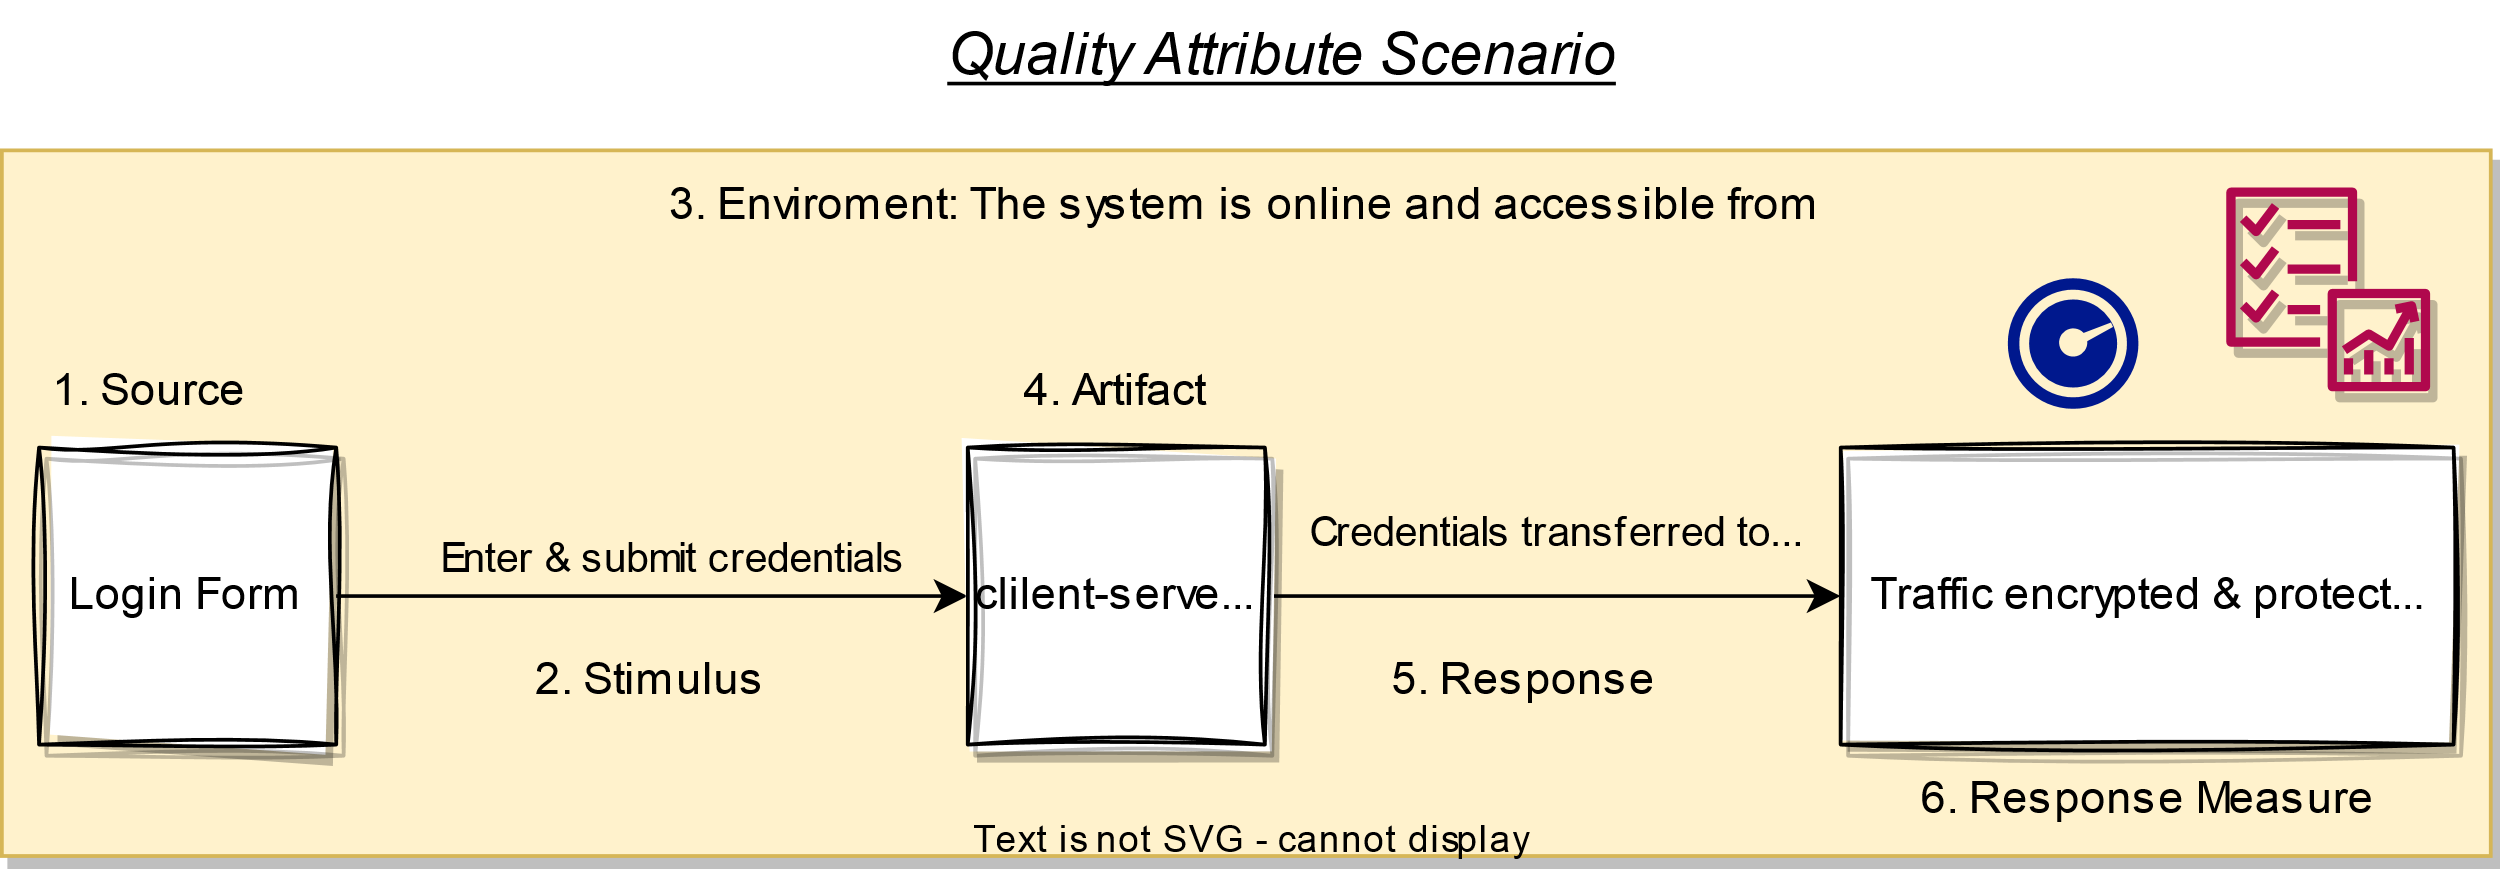 Quality Attribute Scenario
3. Enviroment: The system is online and accessible from
1. Source
4. Artifact
Login Form
Enter & submit credentials
2. Stimulus
clilent-serve...
Credentials transferred to...
5. Response
Traffic encrypted & protect...
6. Response Measure
Text is not SVG - cannot display